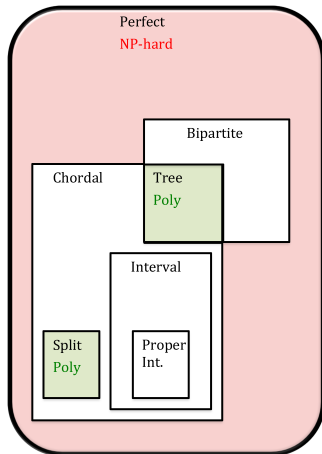 Perfect
NP-hard
Bipartite
Chordal
Tree
Poly
Interval
Split
Poly
Proper
Int.